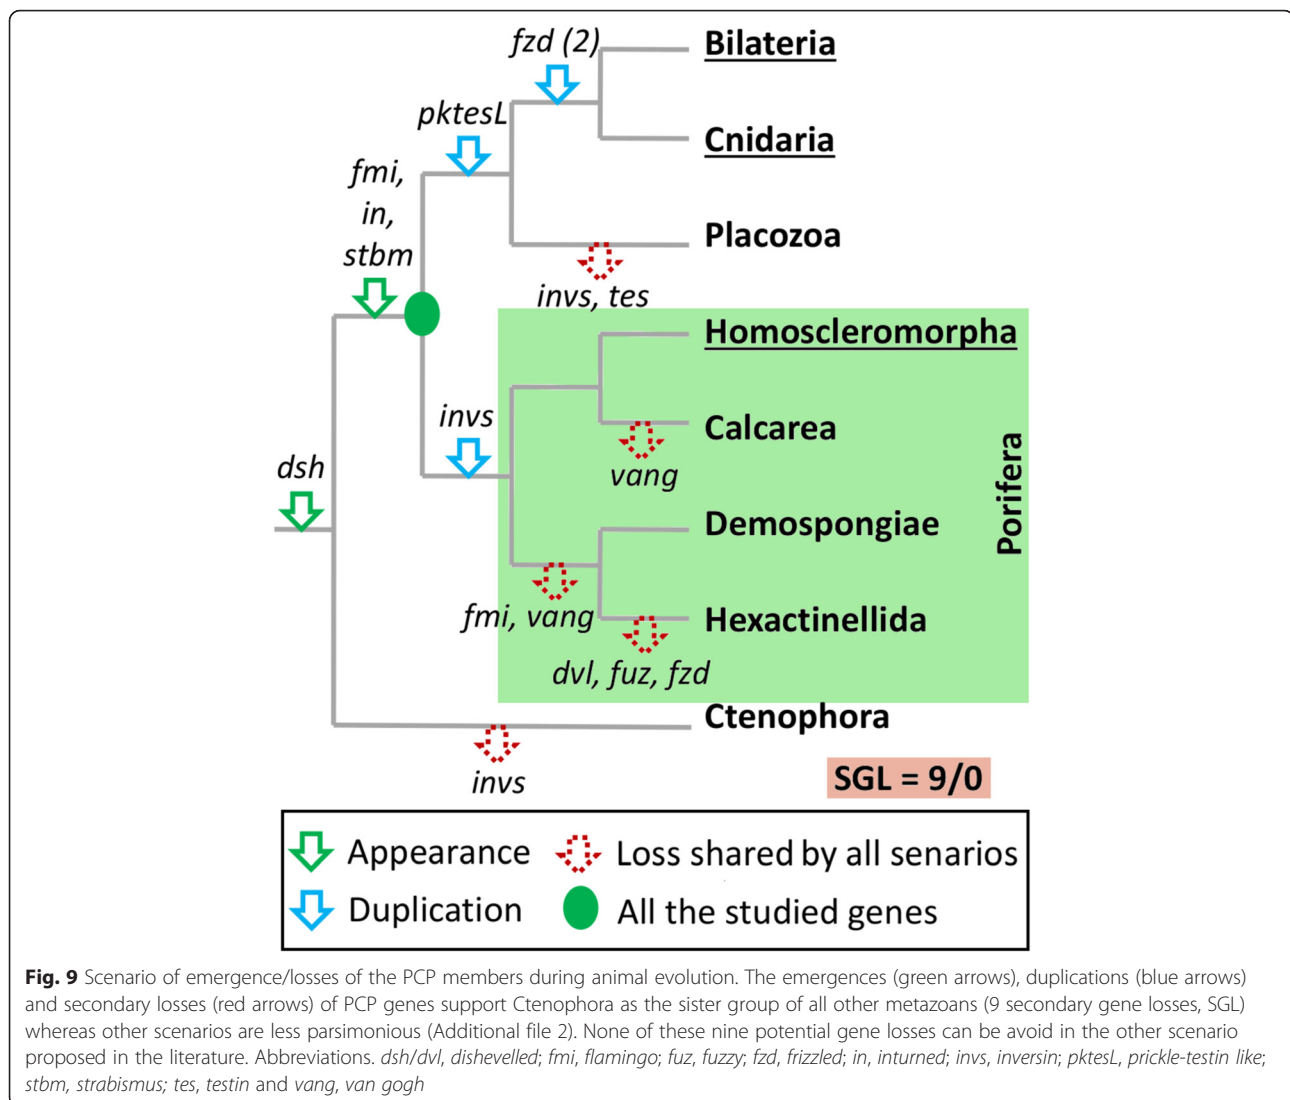 fzd (2)
Bilateria
pktesL
Cnidaria
fmi,
in,
stbm
Placozoa
invs, tes
Homoscleromorpha
invs
Calcarea
vang
Porifera
dsh
Demospongiae
fmi, vang
Hexactinellida
dvl, fuz, fzd
Ctenophora
invs
SGL = 9/0
Appearance
Loss shared by all senarios
Duplication
All the studied genes
Fig. 9 Scenario of emergence/losses of the PCP members during animal evolution. The emergences (green arrows), duplications (blue arrows)
and secondary losses (red arrows) of PCP genes support Ctenophora as the sister group of all other metazoans (9 secondary gene losses, SGL)
whereas other scenarios are less parsimonious (Additional file 2). None of these nine potential gene losses can be avoid in the other scenario
proposed in the literature. Abbreviations. dsh/dvl, dishevelled; fmi, flamingo; fuz, fuzzy; fzd, frizzled; in, inturned; invs, inversin; pktesL, prickle-testin like;
stbm, strabismus; tes, testin and vang, van gogh